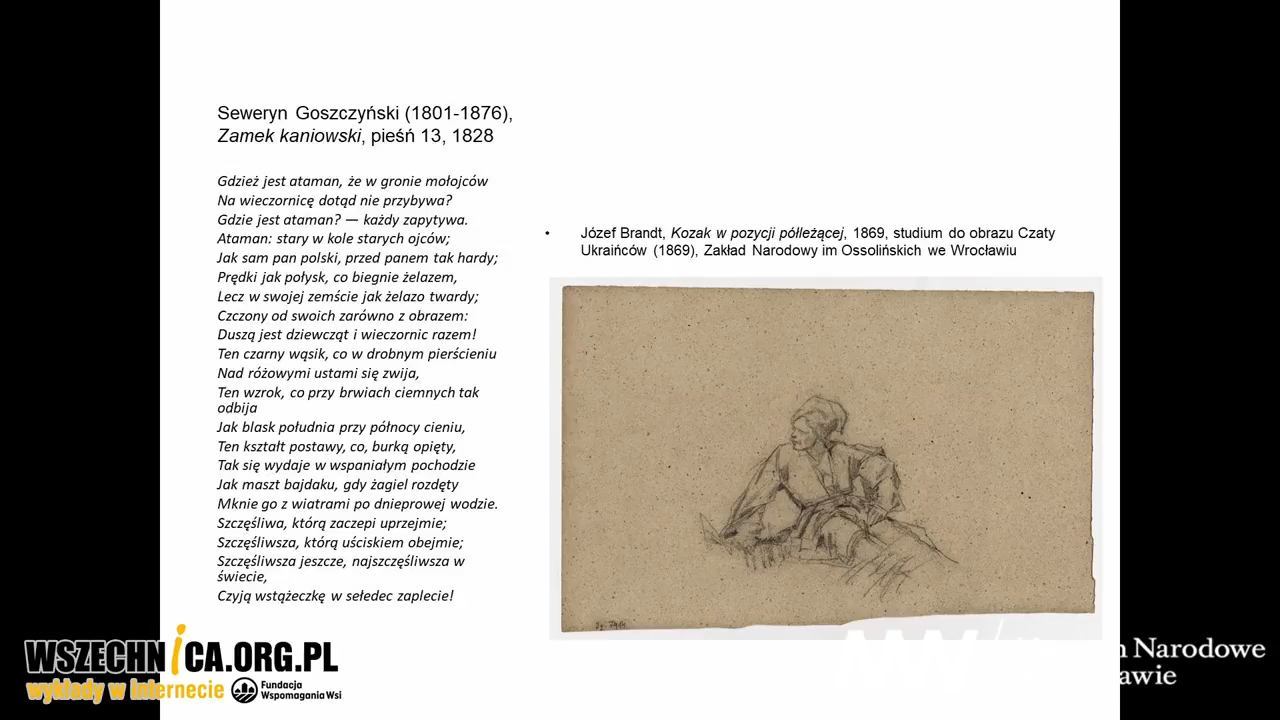 Seweryn Goszczyński (1801-1876),
Zamek kaniowski, pieśń 13, 1828
Gdzież jest ataman, że w gronie mołojców
Na wieczornicę dotąd nie przybywa?
Gdzie jest ataman? — każdy zapytywa.
Ataman: stary w kole starych ojców;
Jak sam pan polski, przed panem tak hardy;
Prędki jak połysk, co biegnie żelazem,
Lecz w swojej zemście jak żelazo twardy;
Czczony od swoich zarówno z obrazem:
Duszą jest dziewcząt i wieczornic razem!
Ten czarny wąsik, co w drobnym pierścieniu
Nad różowymi ustami się zwija,
Ten wzrok, co przy brwiach ciemnych tak
odbija
Jak blask południa przy północy cieniu,
Ten kształt postawy, co, burką opięty,
Tak się wydaje w wspaniałym pochodzie
Jak maszt bajdaku, gdy żagiel rozdęty
Mknie go z wiatrami po dnieprowej wodzie.
Szczęśliwa, którą zaczepi uprzejmie;
Szczęśliwsza, którą uściskiem obejmie;
Szczęśliwsza jeszcze, najszczęśliwsza w
świecie,
Czyją wstążeczkę w sełedec zaplecie!
• Józef Brandt, Kozak w pozycji półleżącej, 1869, studium do obrazu Czaty
Ukraińców (1869), Zakład Narodowy im Ossolińskich we Wrocławiu
WSZECHNICA.ORG.PL
wykłady w internecie
Fundacja
Wspomagania Wsi
Narodowe
awie